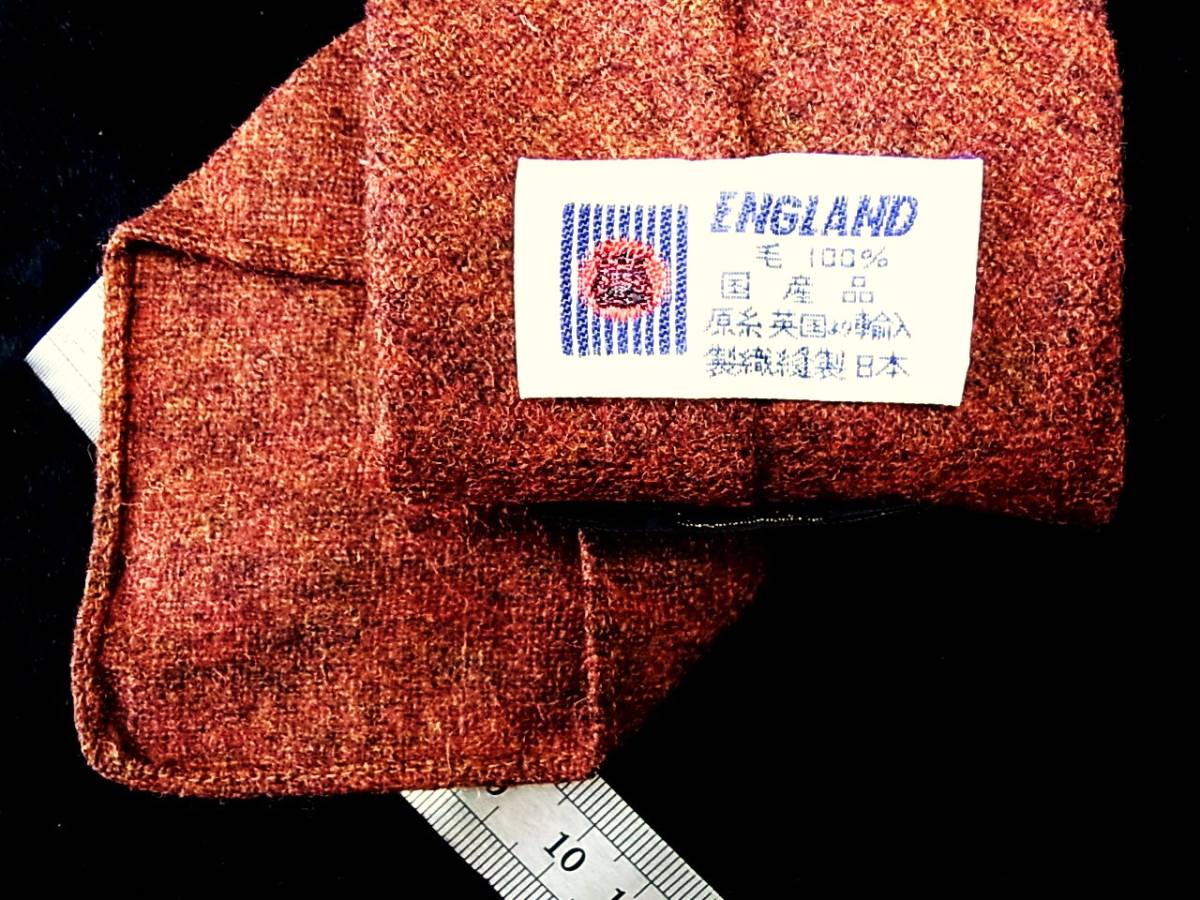 ENGLAND
毛 100%
国 産 品
原糸英国より輸入
製織縫製日本
10